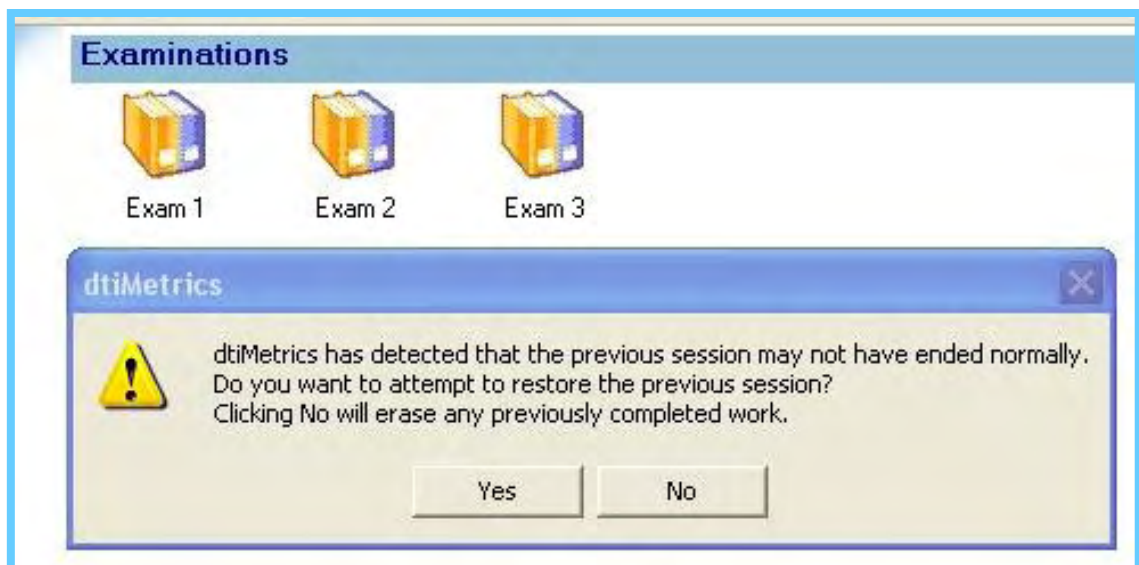 Examinations
Exam 1 Exam 2 Exam 3
dtiMetrics
dtiMetrics has detected that the previous session may not have ended normally.
Do you want to attempt to restore the previous session?
Clicking No will erase any previously completed work.
Yes No